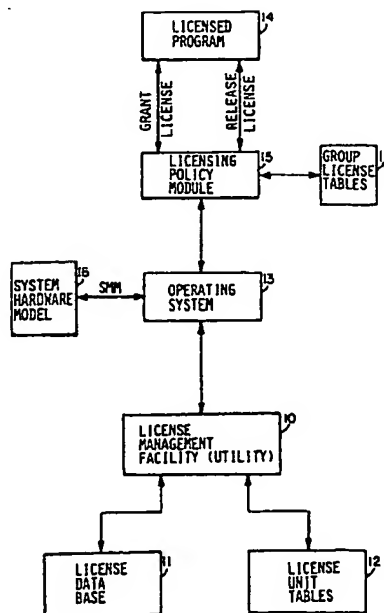 LICENSED
PROGRAM
14
GRANT
LICENSE
RELEASE
LICENSE
LICENSING
POLICY
MODULE
15
GROUP
LICENSE
TABLES
SYSTEM
HARDWARE
MODEL
16
SMM
OPERATING
SYSTEM
13
LICENSE
MANAGEMENT
FACILITY (UTILITY)
10
LICENSE
DATA
BASE
11
LICENSE
UNIT
TABLES
12